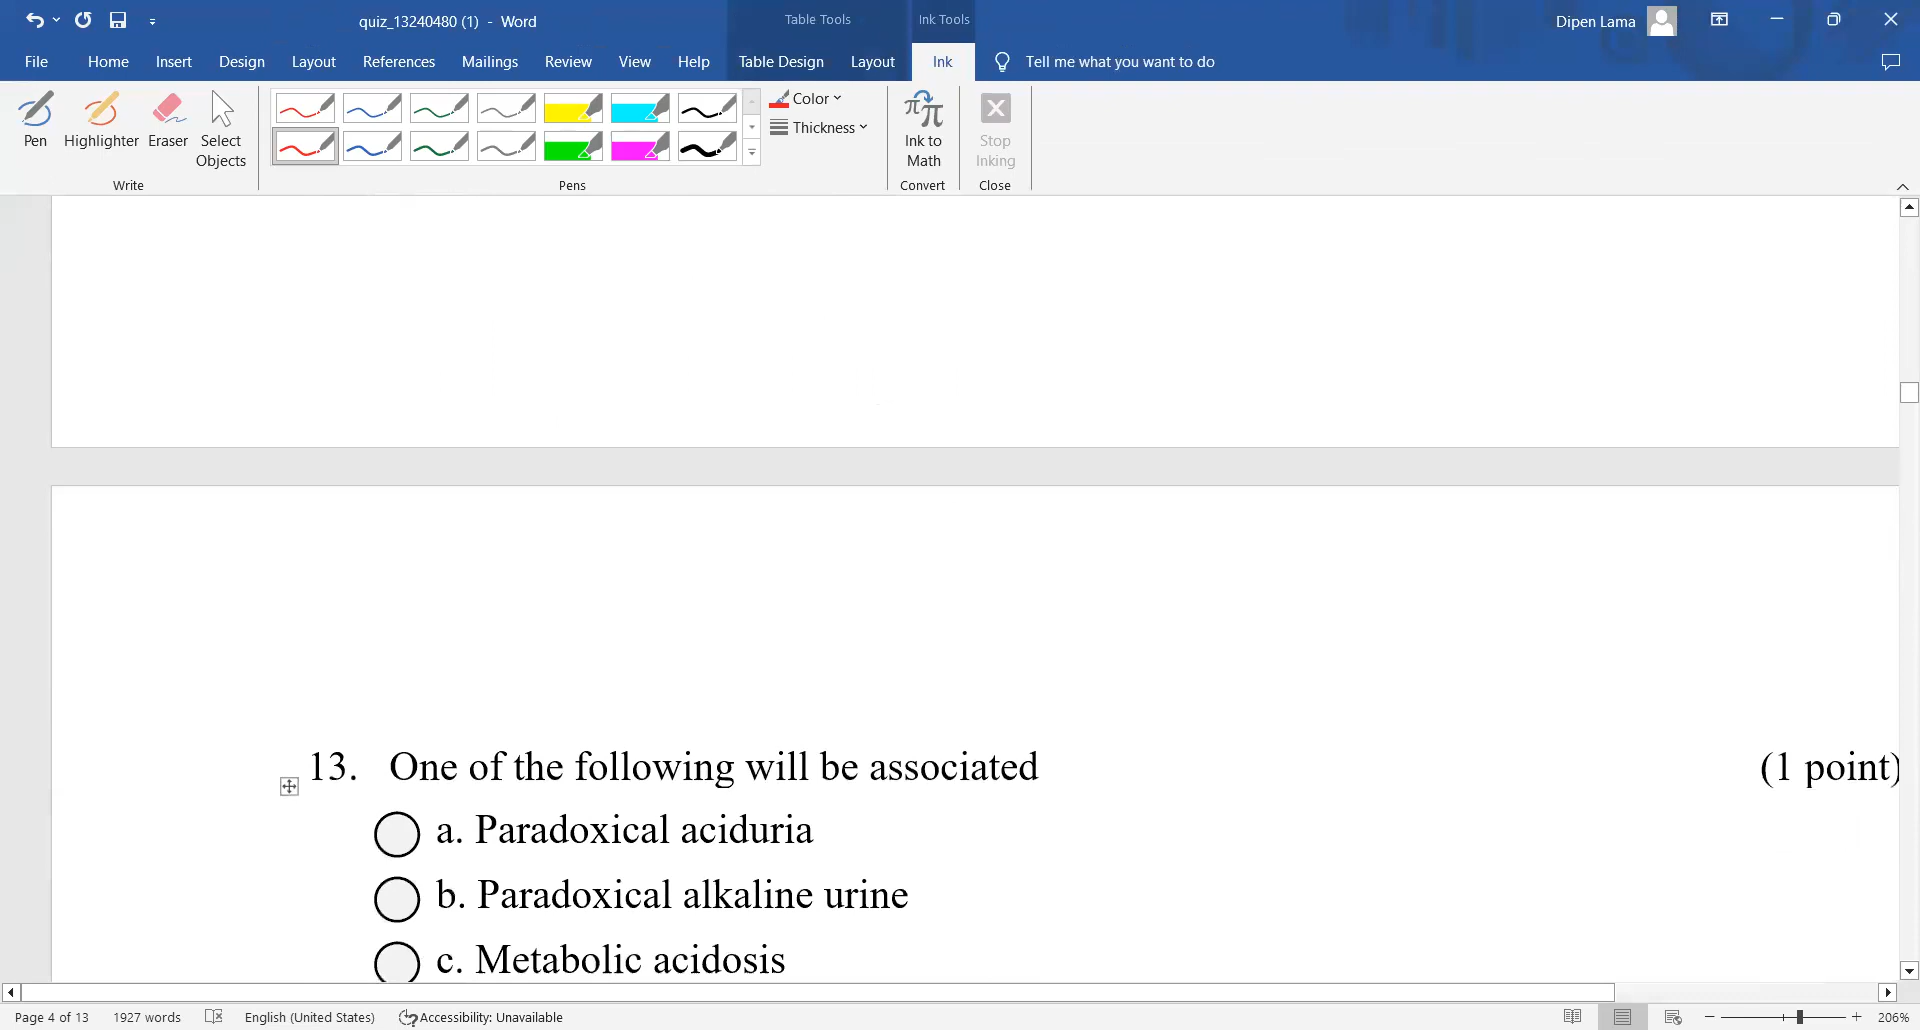 quiz_13240480 (1) - Word
Table Tools
Ink Tools
Dipen Lama
File Home Insert Design Layout References Mailings Review View Help Table Design Layout Ink Tell me what you want to do
Pen Highlighter Eraser Select Objects
Write
Pens
Color
Thickness
Ink to Math
Convert
Stop Inking
Close
13. One of the following will be associated (1 point)
a. Paradoxical aciduria
b. Paradoxical alkaline urine
c. Metabolic acidosis
Page 4 of 13 1927 words English (United States) Accessibility: Unavailable 206%